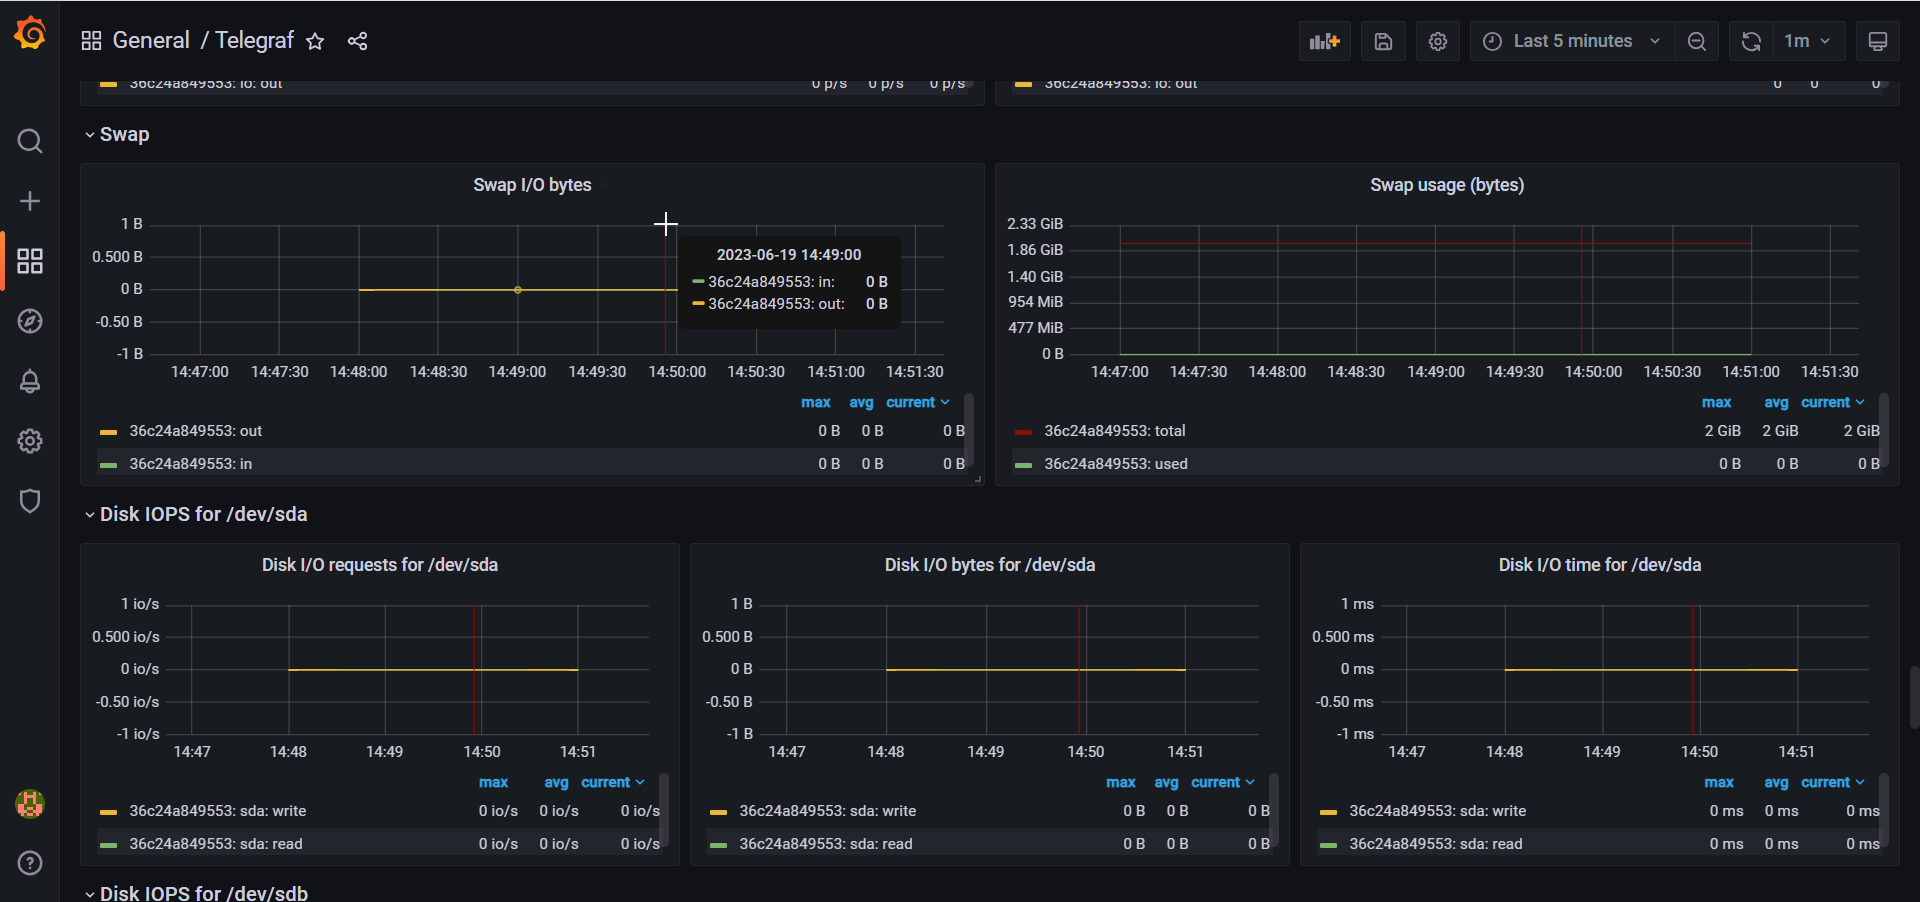 General / Telegraf
Last 5 minutes
1m
36c24a849553: lo: out 0 p/s 0 p/s 0 p/s
36c24a849553: lo: out 0 0 0
Swap
Swap I/O bytes
1 B
0.500 B
0 B
-0.50 B
-1 B
14:47:00 14:47:30 14:48:00 14:48:30 14:49:00 14:49:30 14:50:00 14:50:30 14:51:00 14:51:30
2023-06-19 14:49:00
36c24a849553: in: 0 B
36c24a849553: out: 0 B
max avg current
36c24a849553: out 0 B 0 B 0 B
36c24a849553: in 0 B 0 B 0 B
Swap usage (bytes)
2.33 GiB
1.86 GiB
1.40 GiB
954 MiB
477 MiB
0 B
14:47:00 14:47:30 14:48:00 14:48:30 14:49:00 14:49:30 14:50:00 14:50:30 14:51:00 14:51:30
max avg current
36c24a849553: total 2 GiB 2 GiB 2 GiB
36c24a849553: used 0 B 0 B 0 B
Disk IOPS for /dev/sda
Disk I/O requests for /dev/sda
1 io/s
0.500 io/s
0 io/s
-0.50 io/s
-1 io/s
14:47 14:48 14:49 14:50 14:51
max avg current
36c24a849553: sda: write 0 io/s 0 io/s 0 io/s
36c24a849553: sda: read 0 io/s 0 io/s 0 io/s
Disk I/O bytes for /dev/sda
1 B
0.500 B
0 B
-0.50 B
-1 B
14:47 14:48 14:49 14:50 14:51
max avg current
36c24a849553: sda: write 0 B 0 B 0 B
36c24a849553: sda: read 0 B 0 B 0 B
Disk I/O time for /dev/sda
1 ms
0.500 ms
0 ms
-0.50 ms
-1 ms
14:47 14:48 14:49 14:50 14:51
max avg current
36c24a849553: sda: write 0 ms 0 ms 0 ms
36c24a849553: sda: read 0 ms 0 ms 0 ms
Disk IOPS for /dev/sdb